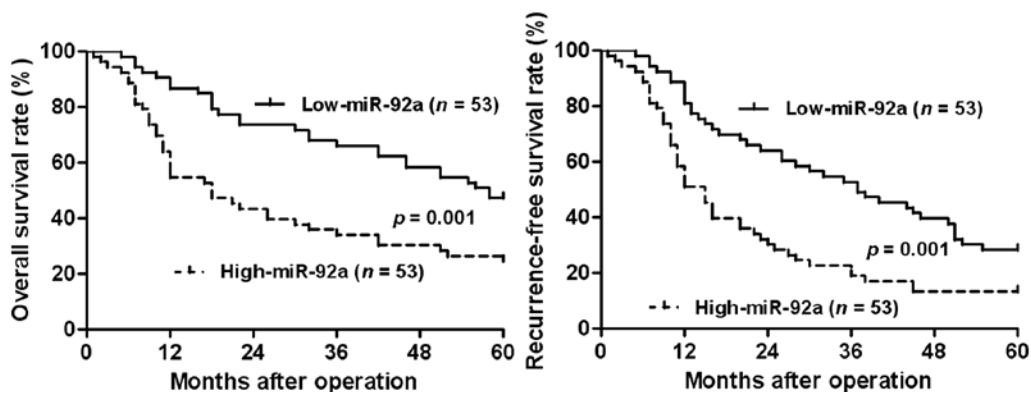 Overall survival rate (%)
100
80
60
40
20
0
Low-miR-92a (n = 53)
p = 0.001
High-miR-92a (n = 53)
0 12 24 36 48 60
Months after operation
Recurrence-free survival rate (%)
100
80
60
40
20
0
Low-miR-92a (n = 53)
p = 0.001
High-miR-92a (n = 53)
0 12 24 36 48 60
Months after operation